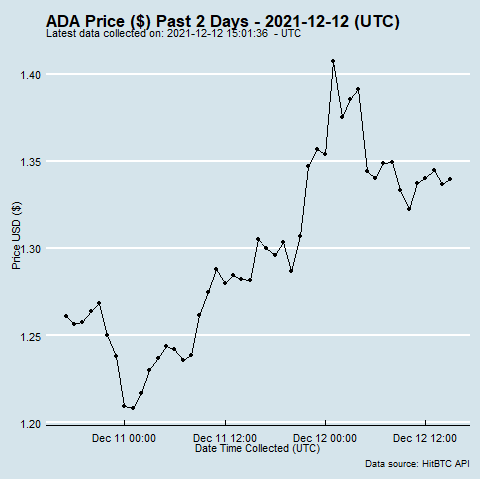 ADA Price ($) Past 2 Days - 2021-12-12 (UTC)
Latest data collected on: 2021-12-12 15:01:36 - UTC
1.40
1.35
1.30
1.25
1.20
Price USD ($)
Dec 11 00:00 Dec 11 12:00 Dec 12 00:00 Dec 12 12:00
Date Time Collected (UTC)
Data source: HitBTC API